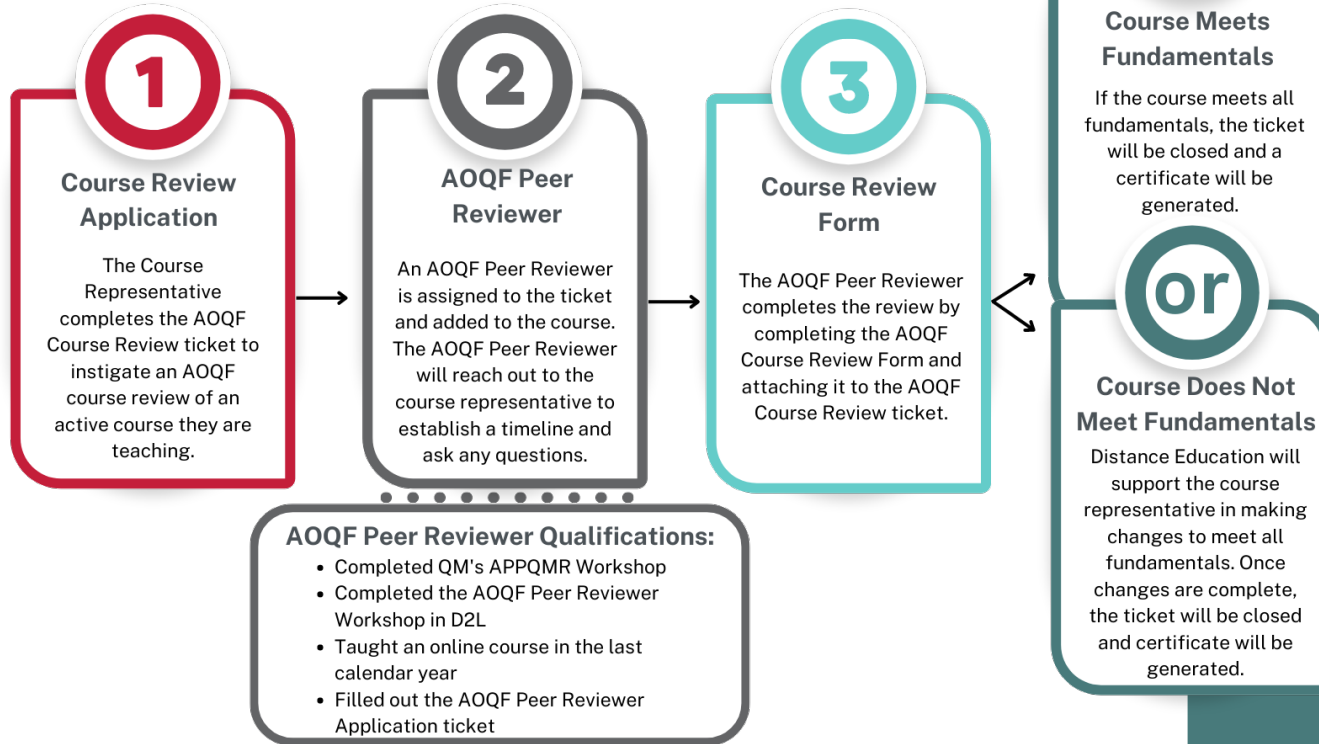 1
Course Review
Application
The Course
Representative
completes the AOQF
Course Review ticket to
instigate an AOQF
course review of an
active course they are
teaching.
2
AOQF Peer
Reviewer
An AOQF Peer Reviewer
is assigned to the ticket
and added to the course.
The AOQF Peer Reviewer
will reach out to the
course representative to
establish a timeline and
ask any questions.
AOQF Peer Reviewer Qualifications:
• Completed QM's APPQMR Workshop
• Completed the AOQF Peer Reviewer
Workshop in D2L
• Taught an online course in the last
calendar year
• Filled out the AOQF Peer Reviewer
Application ticket
3
Course Review
Form
The AOQF Peer Reviewer
completes the review by
completing the AOQF
Course Review Form and
attaching it to the AOQF
Course Review ticket.
Course Meets
Fundamentals
If the course meets all
fundamentals, the ticket
will be closed and a
certificate will be
generated.
or
Course Does Not
Meet Fundamentals
Distance Education will
support the course
representative in making
changes to meet all
fundamentals. Once
changes are complete,
the ticket will be closed
and certificate will be
generated.